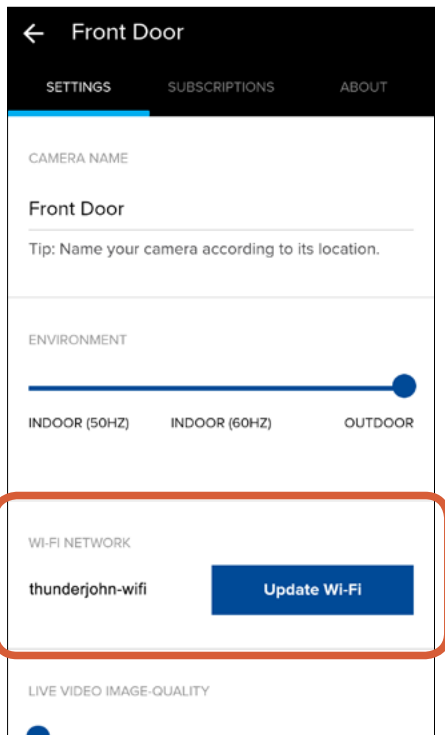 Front Door
SETTINGS SUBSCRIPTIONS ABOUT
CAMERA NAME
Front Door
Tip: Name your camera according to its location.
ENVIRONMENT
INDOOR (50HZ) INDOOR (60HZ) OUTDOOR
WI-FI NETWORK
thunderjohn-wifi Update Wi-Fi
LIVE VIDEO IMAGE-QUALITY